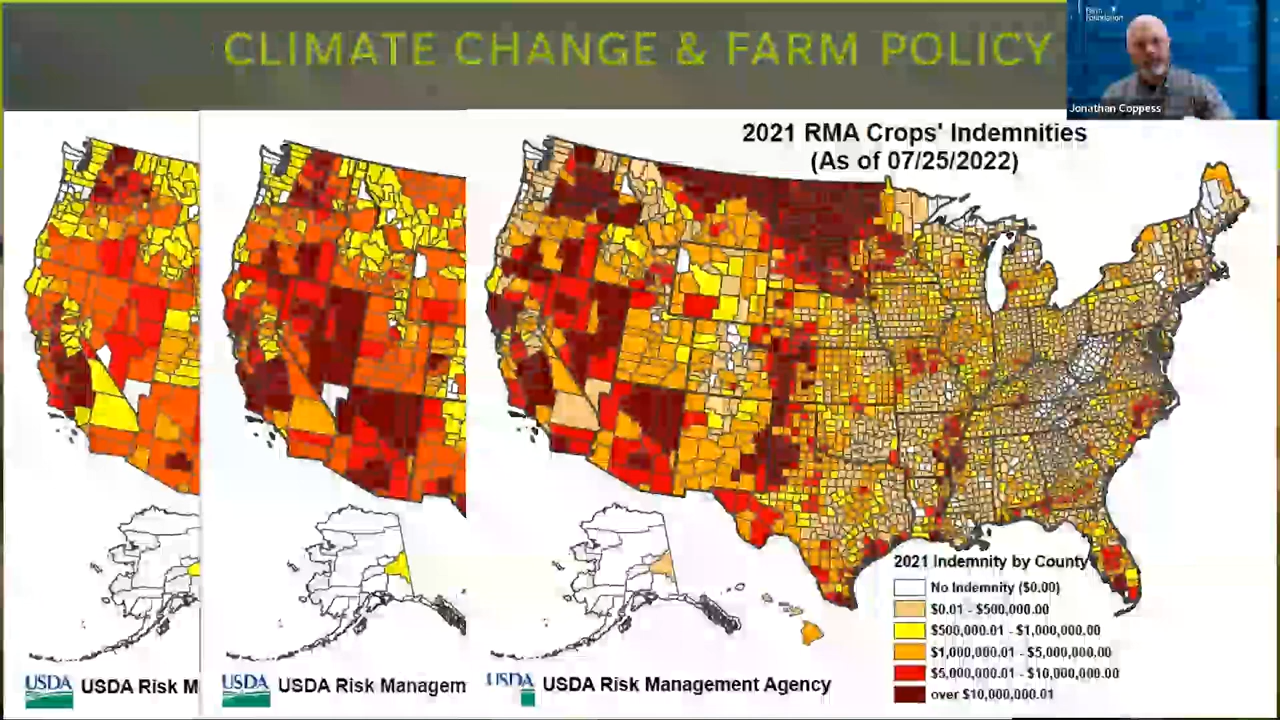 CLIMATE CHANGE & FARM POLICY
Farm
Foundation
Jonathan Coppess
2021 RMA Crops' Indemnities
(As of 07/25/2022)
2021 Indemnity by County
No Indemnity ($0.00)
$0.01 - $500,000.00
$500,000.01 - $1,000,000.00
$1,000,000.01 - $5,000,000.00
$5,000,000.01 - $10,000,000.00
over $10,000,000.01
USDA USDA Risk M
USDA USDA Risk Managem
USDA USDA Risk Management Agency